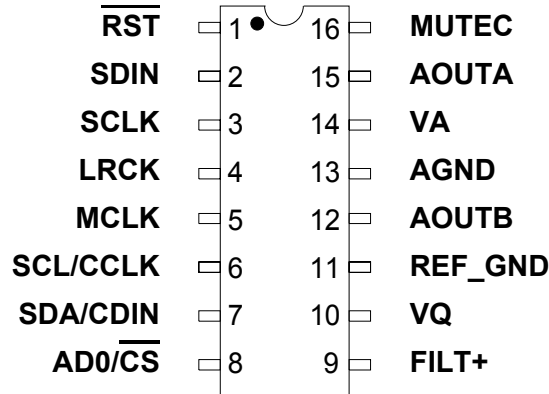 RST 1 16 MUTEC
SDIN 2 15 AOUTA
SCLK 3 14 VA
LRCK 4 13 AGND
MCLK 5 12 AOUTB
SCL/CCLK 6 11 REF_GND
SDA/CDIN 7 10 VQ
AD0/CS 8 9 FILT+